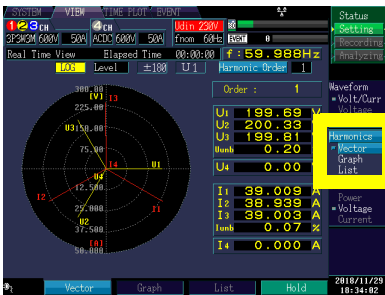 SYSTEM VIEW TIME PLOT EVENT
123CH 4CH Udin 230V
3P3W3M 600V 50A ACDC 600V 50A fnom 60Hz EVENT 0
Real Time View Elapsed Time 00:00:00 f:59.988Hz
LOG Level ±180 U1 Harmonic Order 1
Order : 1
300.00
[V] I3
225.00
U3 150.00
75.00
I4 U1
U4
12.500
I2 I1
25.000
U2
37.500
[A]
50.000
U1 199.69 V
U2 200.33 V
U3 199.81 V
Uunb 0.20 %
U4 0.00 V
I1 39.009 A
I2 38.939 A
I3 39.003 A
Iunb 0.07 %
I4 0.000 A
Status
Setting
Recording
Analyzing
Waveform
Volt/Curr
Voltage
Harmonics
Vector
Graph
List
Power
Voltage
Current
Vector Graph List Hold
2018/11/29
10:34:02